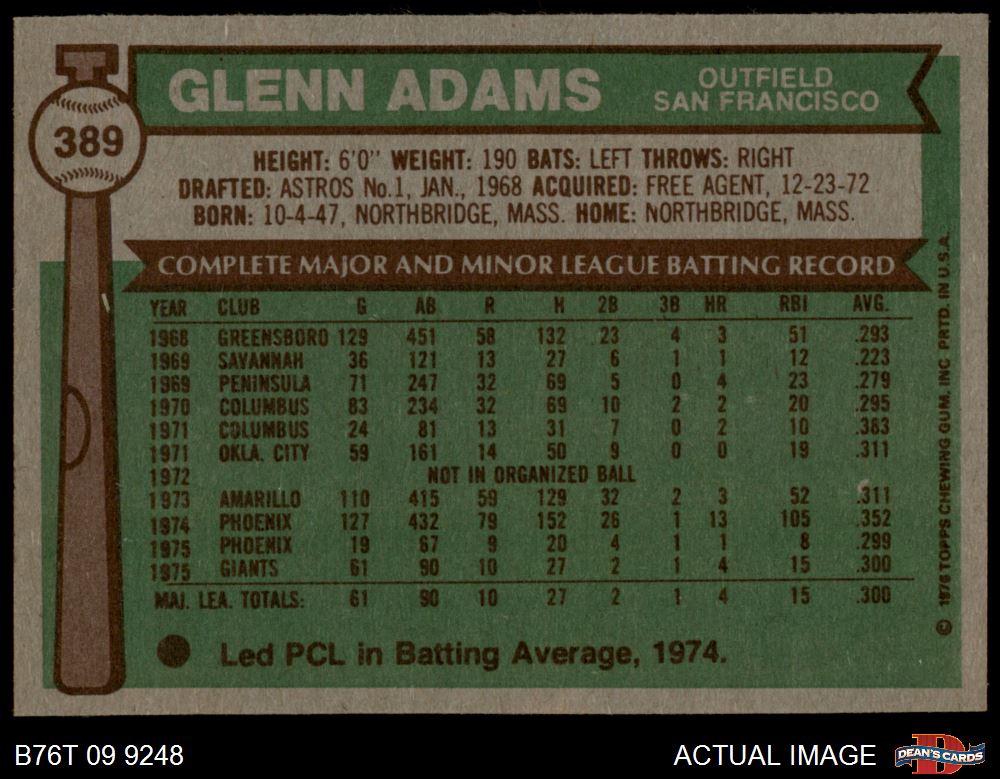 389
GLENN ADAMS
OUTFIELD
SAN FRANCISCO
HEIGHT: 6'0" WEIGHT: 190 BATS: LEFT THROWS: RIGHT
DRAFTED: ASTROS No.1, JAN., 1968 ACQUIRED: FREE AGENT, 12-23-72
BORN: 10-4-47, NORTHBRIDGE, MASS. HOME: NORTHBRIDGE, MASS.
COMPLETE MAJOR AND MINOR LEAGUE BATTING RECORD
YEAR CLUB G AB R H 2B 3B HR RBI AVG.
1968 GREENSBORO 129 451 58 132 23 4 3 51 .293
1969 SAVANNAH 36 121 13 27 6 1 1 12 .223
1969 PENINSULA 71 247 32 69 5 0 4 23 .279
1970 COLUMBUS 83 234 32 69 10 2 2 20 .295
1971 COLUMBUS 24 81 13 31 7 0 2 10 .383
1971 OKLA. CITY 59 161 14 50 9 0 0 19 .311
1972 NOT IN ORGANIZED BALL
1973 AMARILLO 110 415 59 129 32 2 3 52 .311
1974 PHOENIX 127 432 79 152 26 1 13 105 .352
1975 PHOENIX 19 67 9 20 4 1 1 8 .299
1975 GIANTS 61 90 10 27 2 1 4 15 .300
MAJ. LEA. TOTALS: 61 90 10 27 2 1 4 15 .300
Led PCL in Batting Average, 1974.
© 1976 TOPPS CHEWING GUM, INC PRTD. IN U.S.A.
B76T 09 9248
ACTUAL IMAGE
D
DEAN'S CARDS